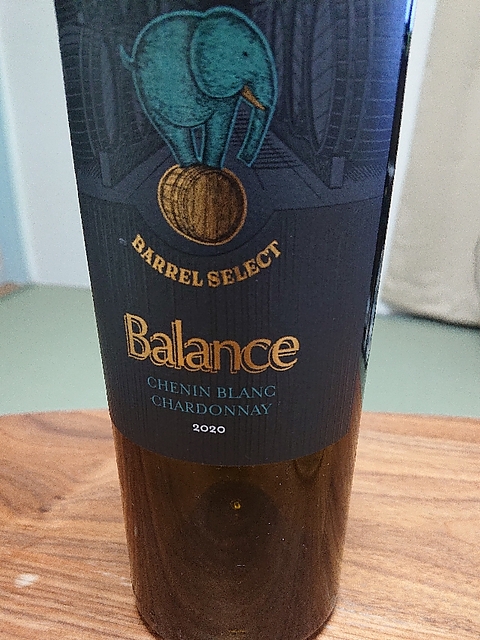 BARREL SELECT
Balance
CHENIN BLANC
CHARDONNAY
2020